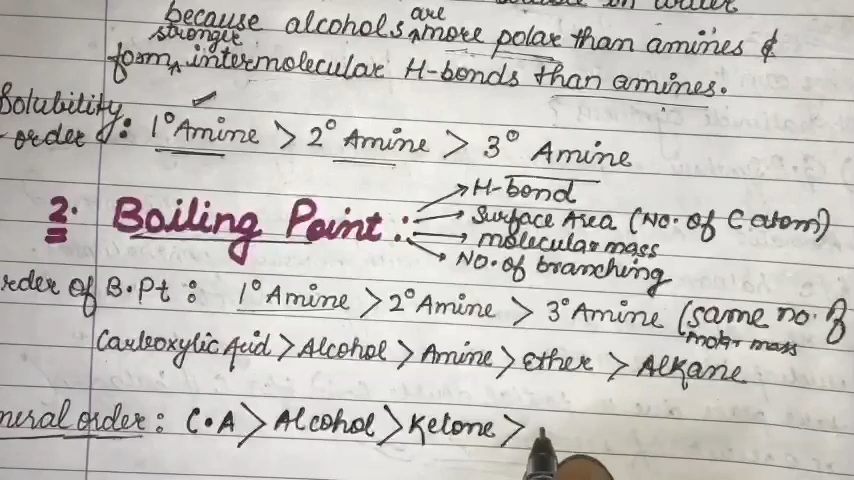 because alcohols are more polar than amines &
form stronger intermolecular H-bonds than amines.
Solubility
order : 1° Amine > 2° Amine > 3° Amine
2. Boiling Point :
H-bond
Surface Area (No. of C atom)
molecular mass
No. of branching
rder of B.Pt : 1° Amine > 2° Amine > 3° Amine (same no. of
molar mass
Carboxylic Acid > Alcohol > Amine > Ether > Alkane
neral order : C.A > Alcohol > Ketone >